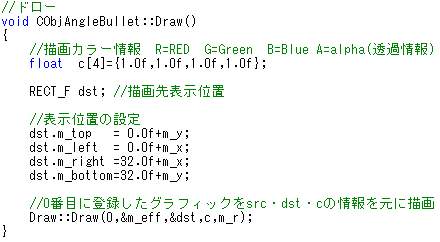 //ドロー
void CObjAngleBullet::Draw()
{
//描画カラー情報　R=RED　G=Green　B=Blue A=alpha(透過情報)
float　c[4]={1.0f,1.0f,1.0f,1.0f};
RECT_F dst; //描画先表示位置
//表示位置の設定
dst.m_top   = 0.0f+m_y;
dst.m_left  = 0.0f+m_x;
dst.m_right =32.0f+m_x;
dst.m_bottom=32.0f+m_y;
//0番目に登録したグラフィックをsrc・dst・cの情報を元に描画
Draw::Draw(0,&m_eff,&dst,c,m_r);
}